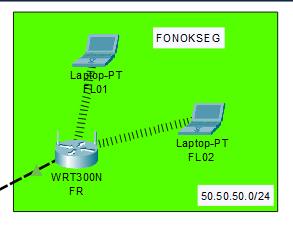 FONOKSEG
Laptop-PT
FL01
Laptop-PT
FL02
WRT300N
FR
50.50.50.0/24